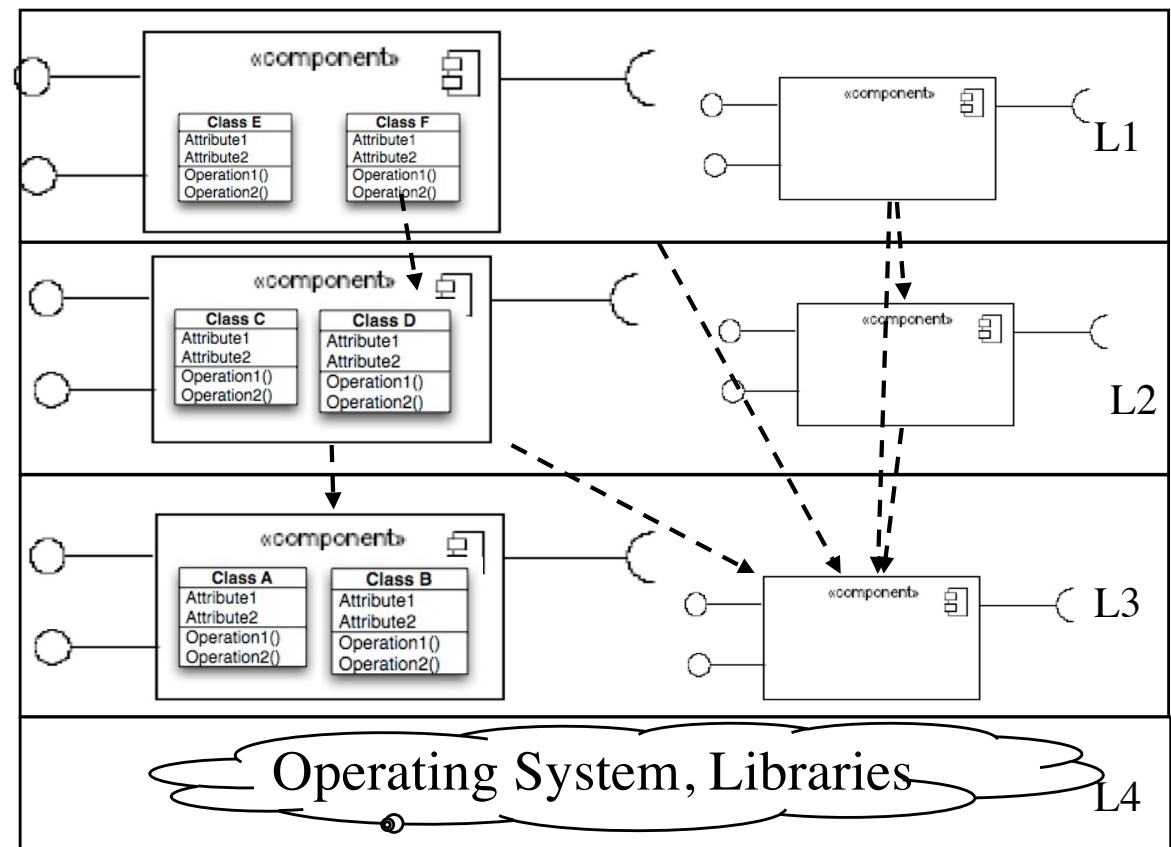 «component»
Class E
Attribute1
Attribute2
Operation1()
Operation2()
Class F
Attribute1
Attribute2
Operation1()
Operation2()
«component»
L1
«component»
Class C
Attribute1
Attribute2
Operation1()
Operation2()
Class D
Attribute1
Attribute2
Operation1()
Operation2()
«component»
L2
«component»
Class A
Attribute1
Attribute2
Operation1()
Operation2()
Class B
Attribute1
Attribute2
Operation1()
Operation2()
«component»
L3
Operating System, Libraries
L4